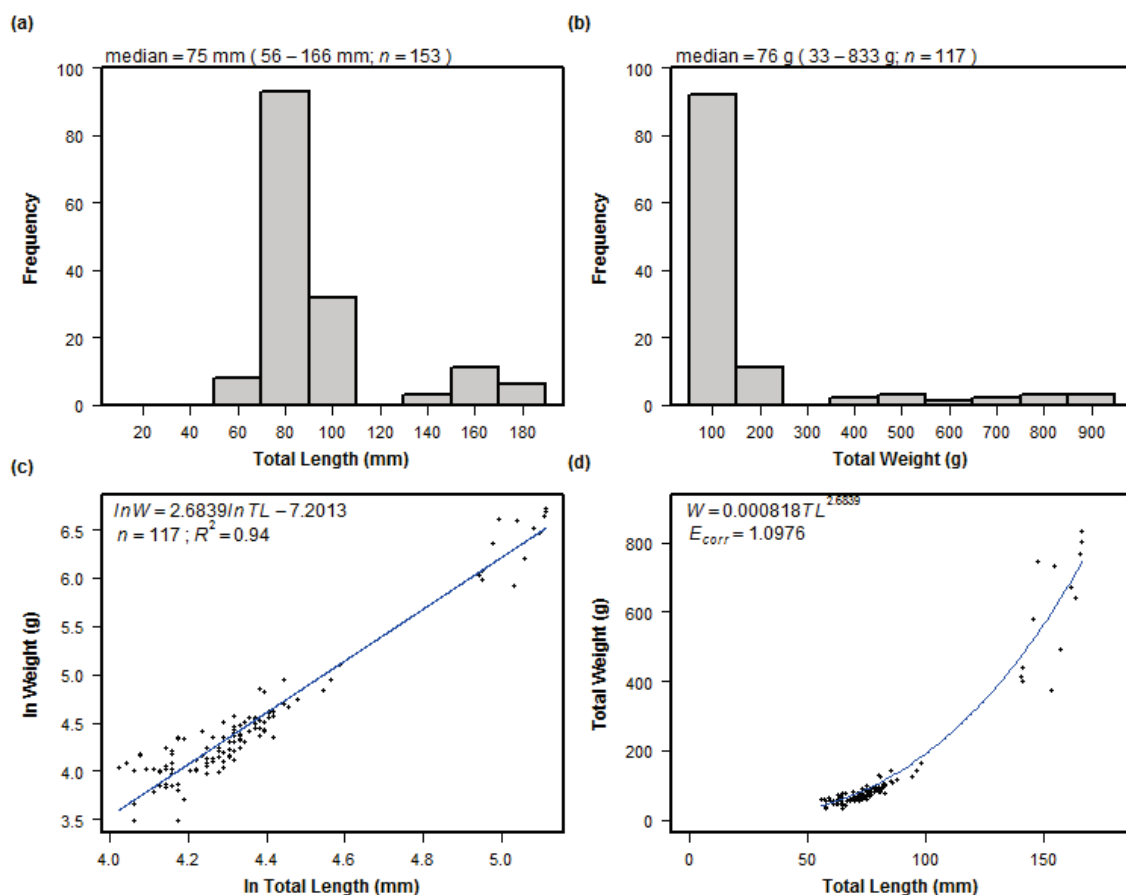 (a)
median = 75 mm ( 56 – 166 mm; n = 153 )
100
80
60
40
20
0
Frequency
20 40 60 80 100 120 140 160 180
Total Length (mm)
(b)
median = 76 g ( 33 – 833 g; n = 117 )
100
80
60
40
20
0
Frequency
100 200 300 400 500 600 700 800 900
Total Weight (g)
(c)
lnW = 2.6839lnTL – 7.2013
n = 117 ; R² = 0.94
6.5
6.0
5.5
5.0
4.5
4.0
3.5
ln Weight (g)
4.0 4.2 4.4 4.6 4.8 5.0
ln Total Length (mm)
(d)
W = 0.000818TL^2.6839
E_corr = 1.0976
800
600
400
200
0
Total Weight (g)
0 50 100 150
Total Length (mm)